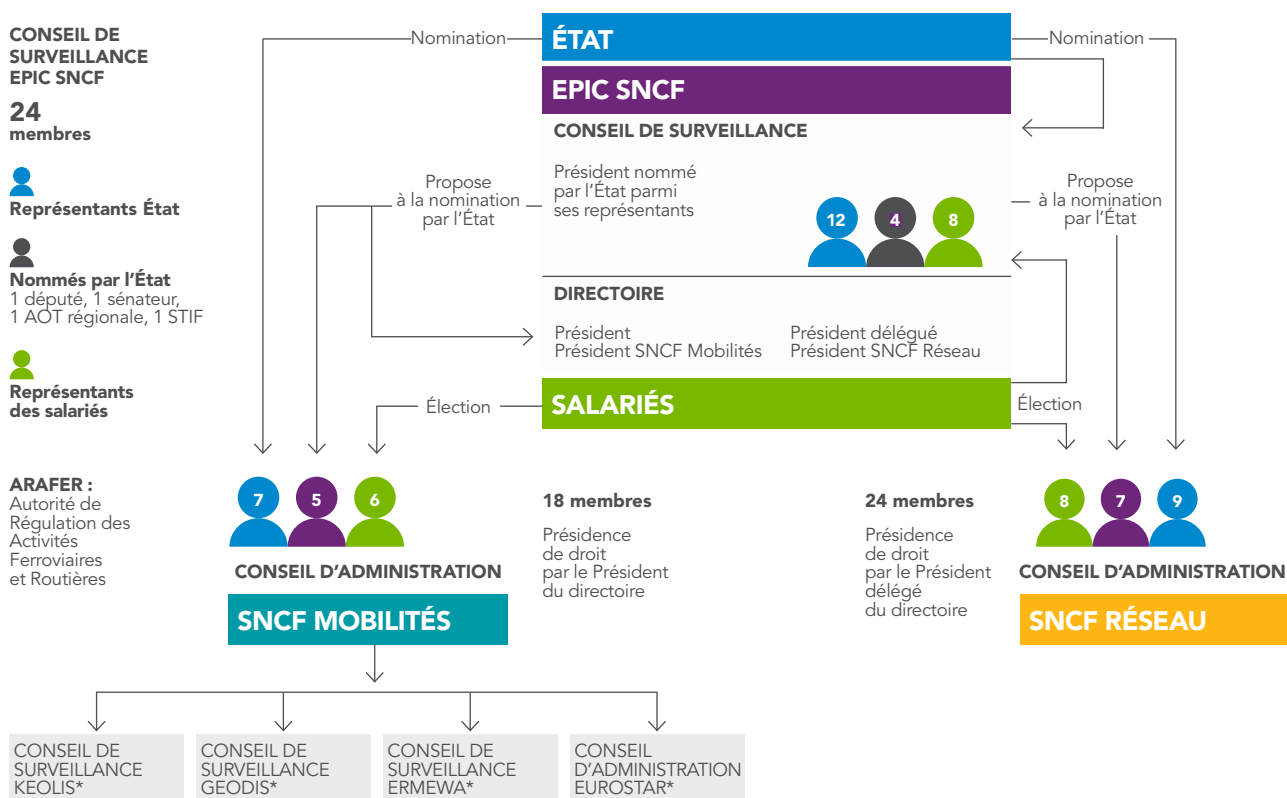 CONSEIL DE
SURVEILLANCE
EPIC SNCF
24
membres
Représentants État
Nommés par l'État
1 député, 1 sénateur,
1 AOT régionale, 1 STIF
Représentants
des salariés
ARAFER :
Autorité de
Régulation des
Activités
Ferroviaires
et Routières
Nomination
ÉTAT
Nomination
EPIC SNCF
CONSEIL DE SURVEILLANCE
Président nommé
par l'État parmi
ses représentants
12
4
8
Propose
à la nomination
par l'État
Propose
à la nomination
par l'État
DIRECTOIRE
Président
Président SNCF Mobilités
Président délégué
Président SNCF Réseau
Élection
SALARIÉS
Élection
7
5
6
CONSEIL D'ADMINISTRATION
SNCF MOBILITÉS
18 membres
Présidence
de droit
par le Président
du directoire
24 membres
Présidence
de droit
par le Président
délégé
du directoire
8
7
9
CONSEIL D'ADMINISTRATION
SNCF RÉSEAU
CONSEIL DE
SURVEILLANCE
KEOLIS*
CONSEIL DE
SURVEILLANCE
GEODIS*
CONSEIL DE
SURVEILLANCE
ERMEWA*
CONSEIL
D'ADMINISTRATION
EUROSTAR*